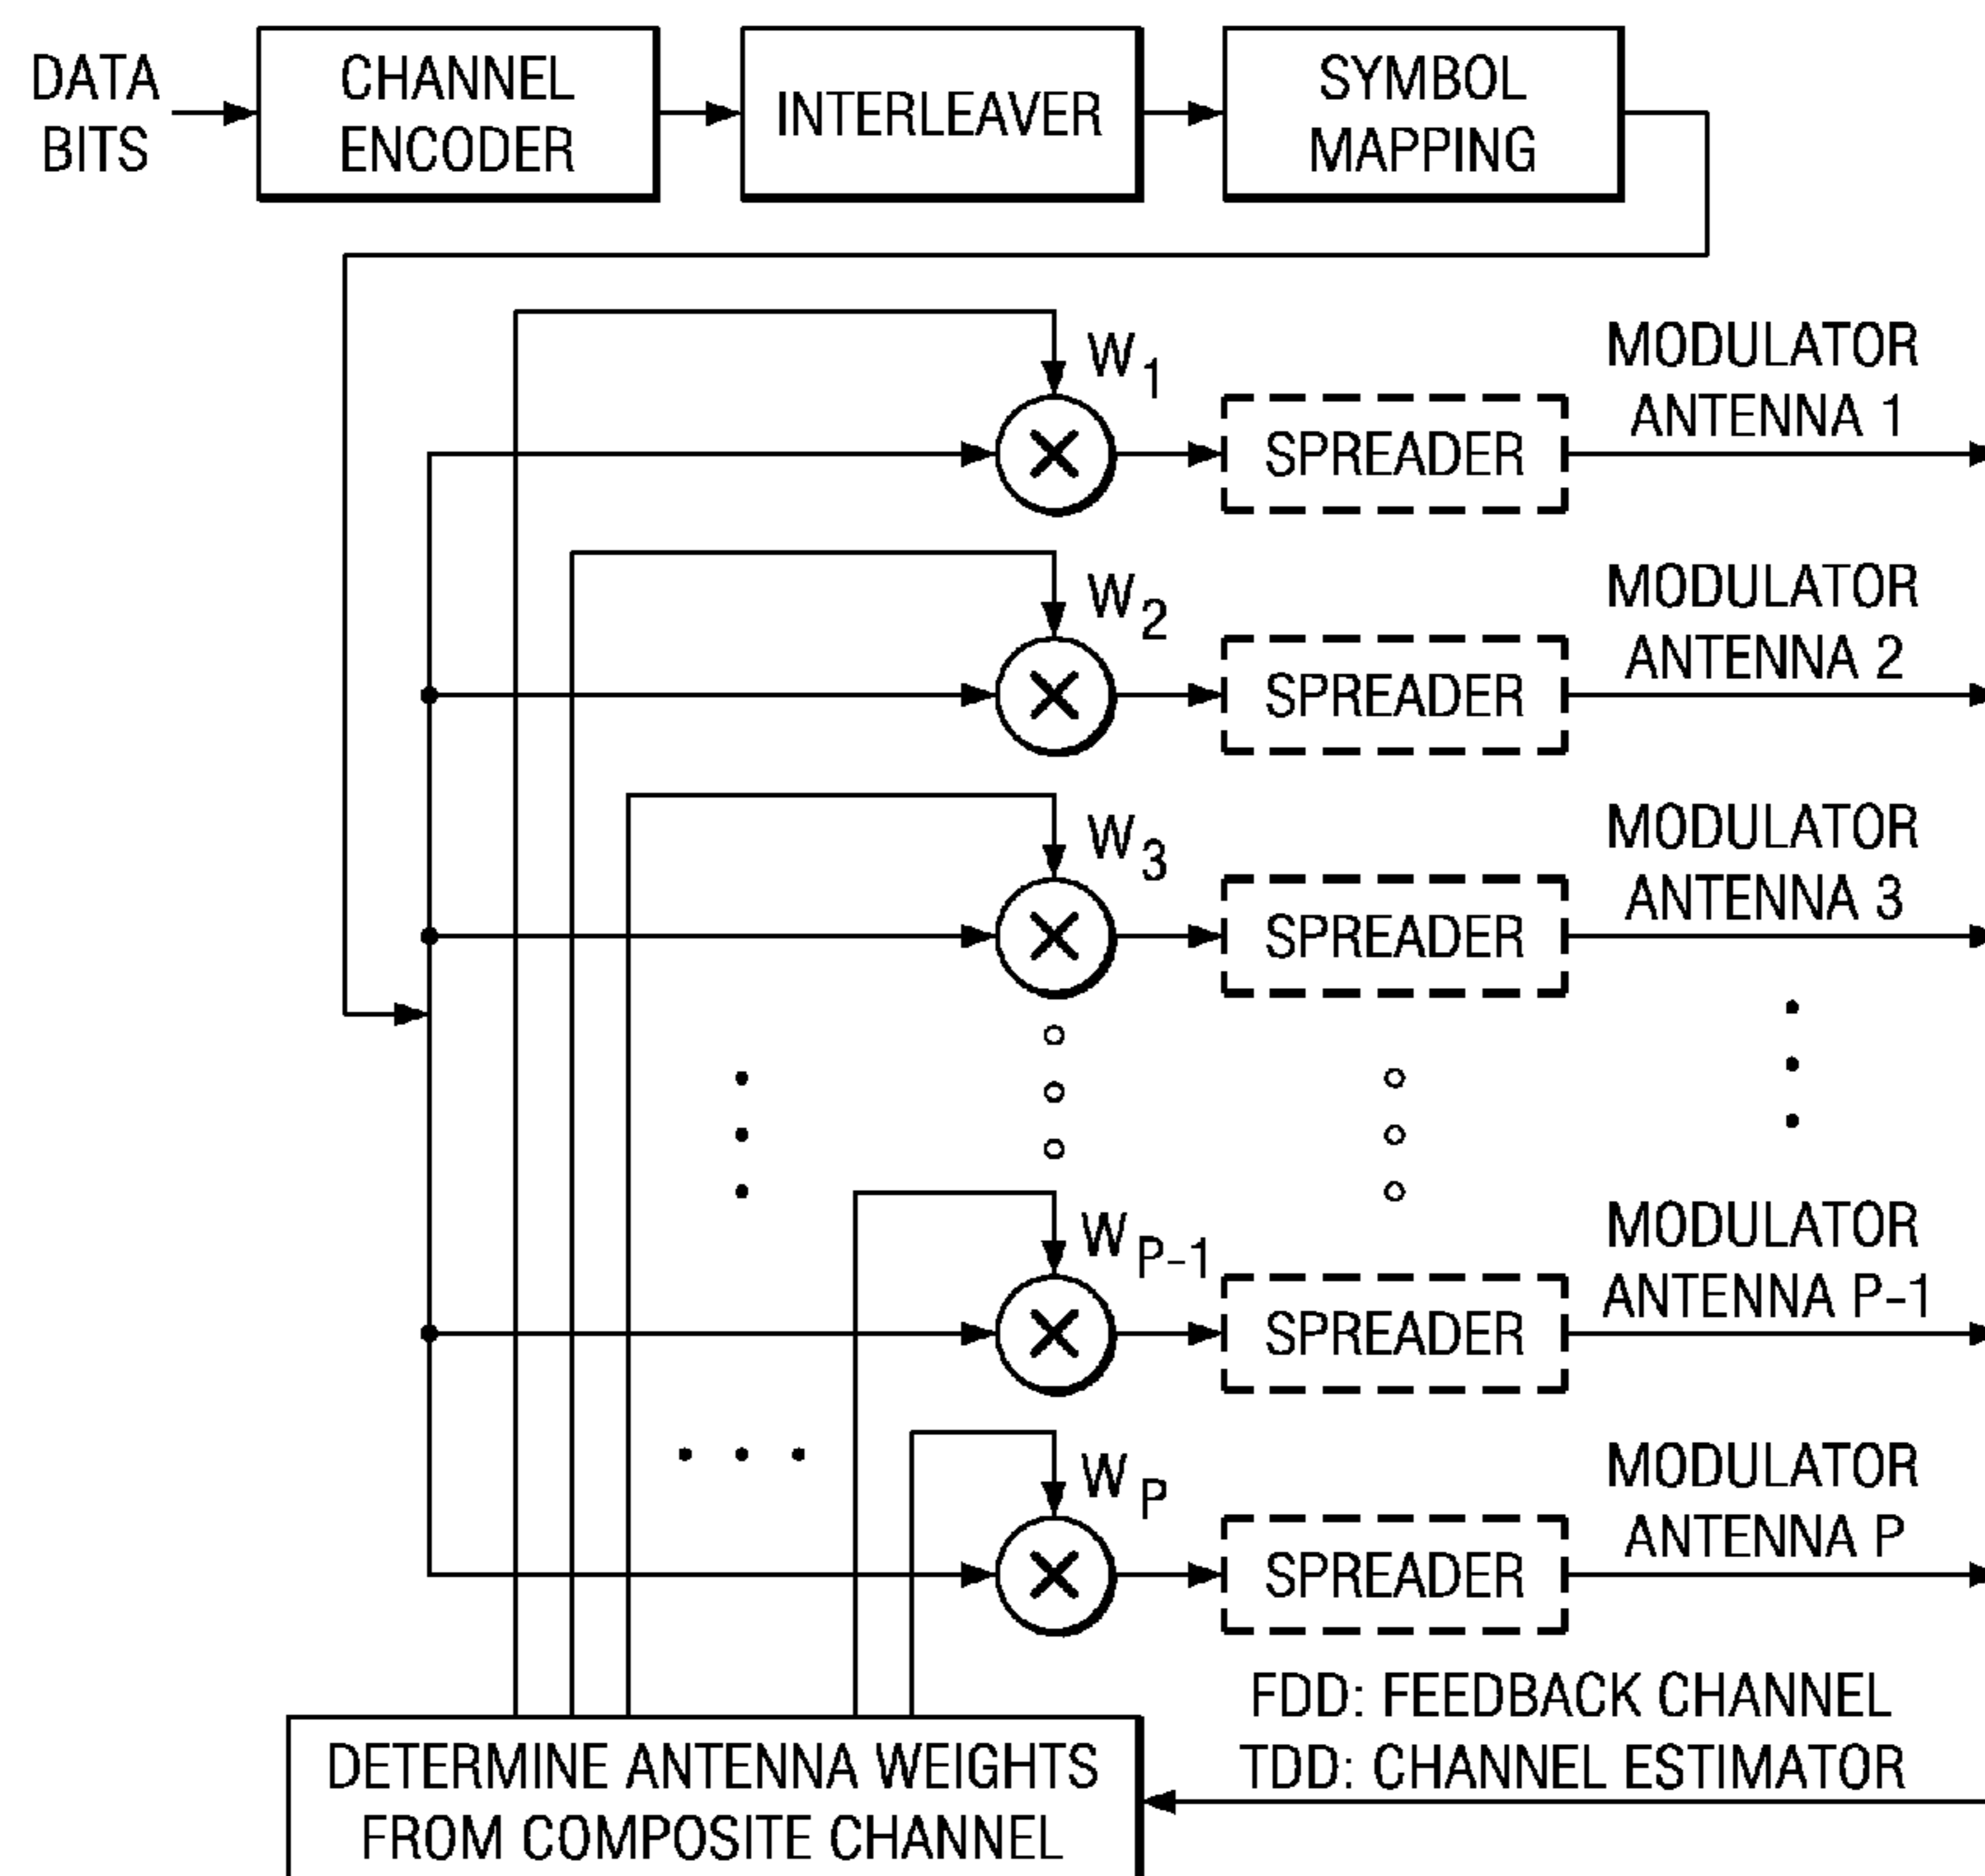 DATA
BITS
CHANNEL
ENCODER
INTERLEAVER
SYMBOL
MAPPING
W1
MODULATOR
ANTENNA 1
SPREADER
W2
MODULATOR
ANTENNA 2
SPREADER
W3
MODULATOR
ANTENNA 3
SPREADER
WP-1
MODULATOR
ANTENNA P-1
SPREADER
WP
MODULATOR
ANTENNA P
SPREADER
FDD: FEEDBACK CHANNEL
TDD: CHANNEL ESTIMATOR
DETERMINE ANTENNA WEIGHTS
FROM COMPOSITE CHANNEL